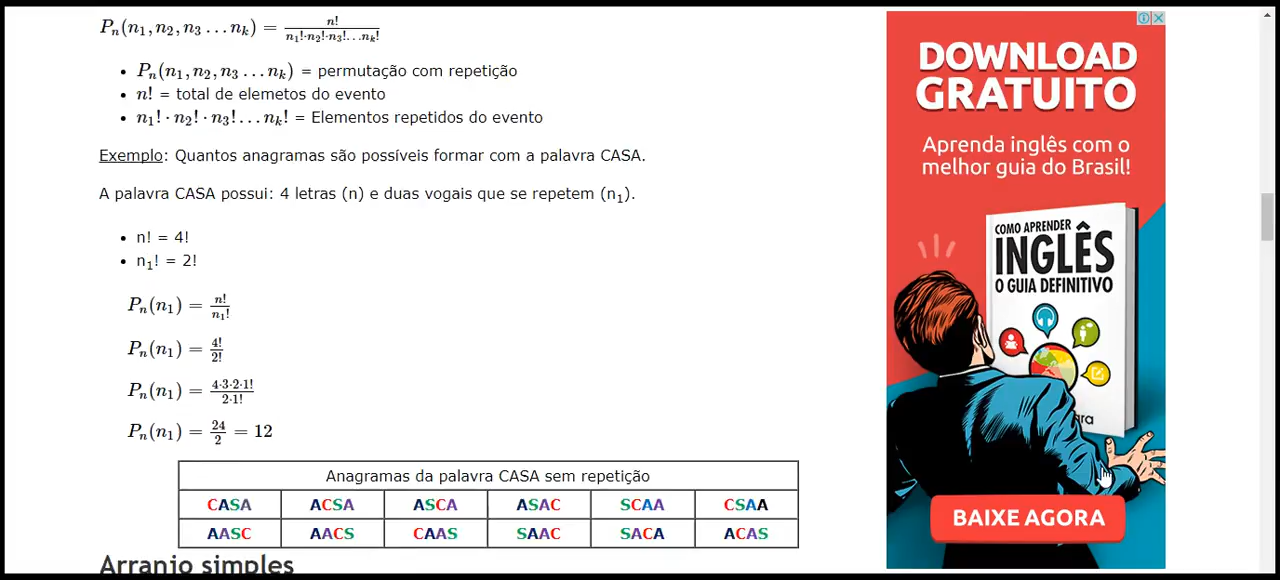 Pₙ(n₁, n₂, n₃ … nₖ) = n! / n₁!·n₂!·n₃!…nₖ!
• Pₙ(n₁, n₂, n₃ … nₖ) = permutação com repetição
• n! = total de elemetos do evento
• n₁! · n₂! · n₃! … nₖ! = Elementos repetidos do evento
Exemplo: Quantos anagramas são possíveis formar com a palavra CASA.
A palavra CASA possui: 4 letras (n) e duas vogais que se repetem (n₁).
• n! = 4!
• n₁! = 2!
Pₙ(n₁) = n!/n₁!
Pₙ(n₁) = 4!/2!
Pₙ(n₁) = 4·3·2·1!/2·1!
Pₙ(n₁) = 24/2 = 12
Anagramas da palavra CASA sem repetição
CASA ACSA ASCA ASAC SCAA CSAA
AASC AACS CAAS SAAC SACA ACAS
Arranjo simples
DOWNLOAD
GRATUITO
Aprenda inglês com o
melhor guia do Brasil!
COMO APRENDER
INGLÊS
O GUIA DEFINITIVO
BAIXE AGORA